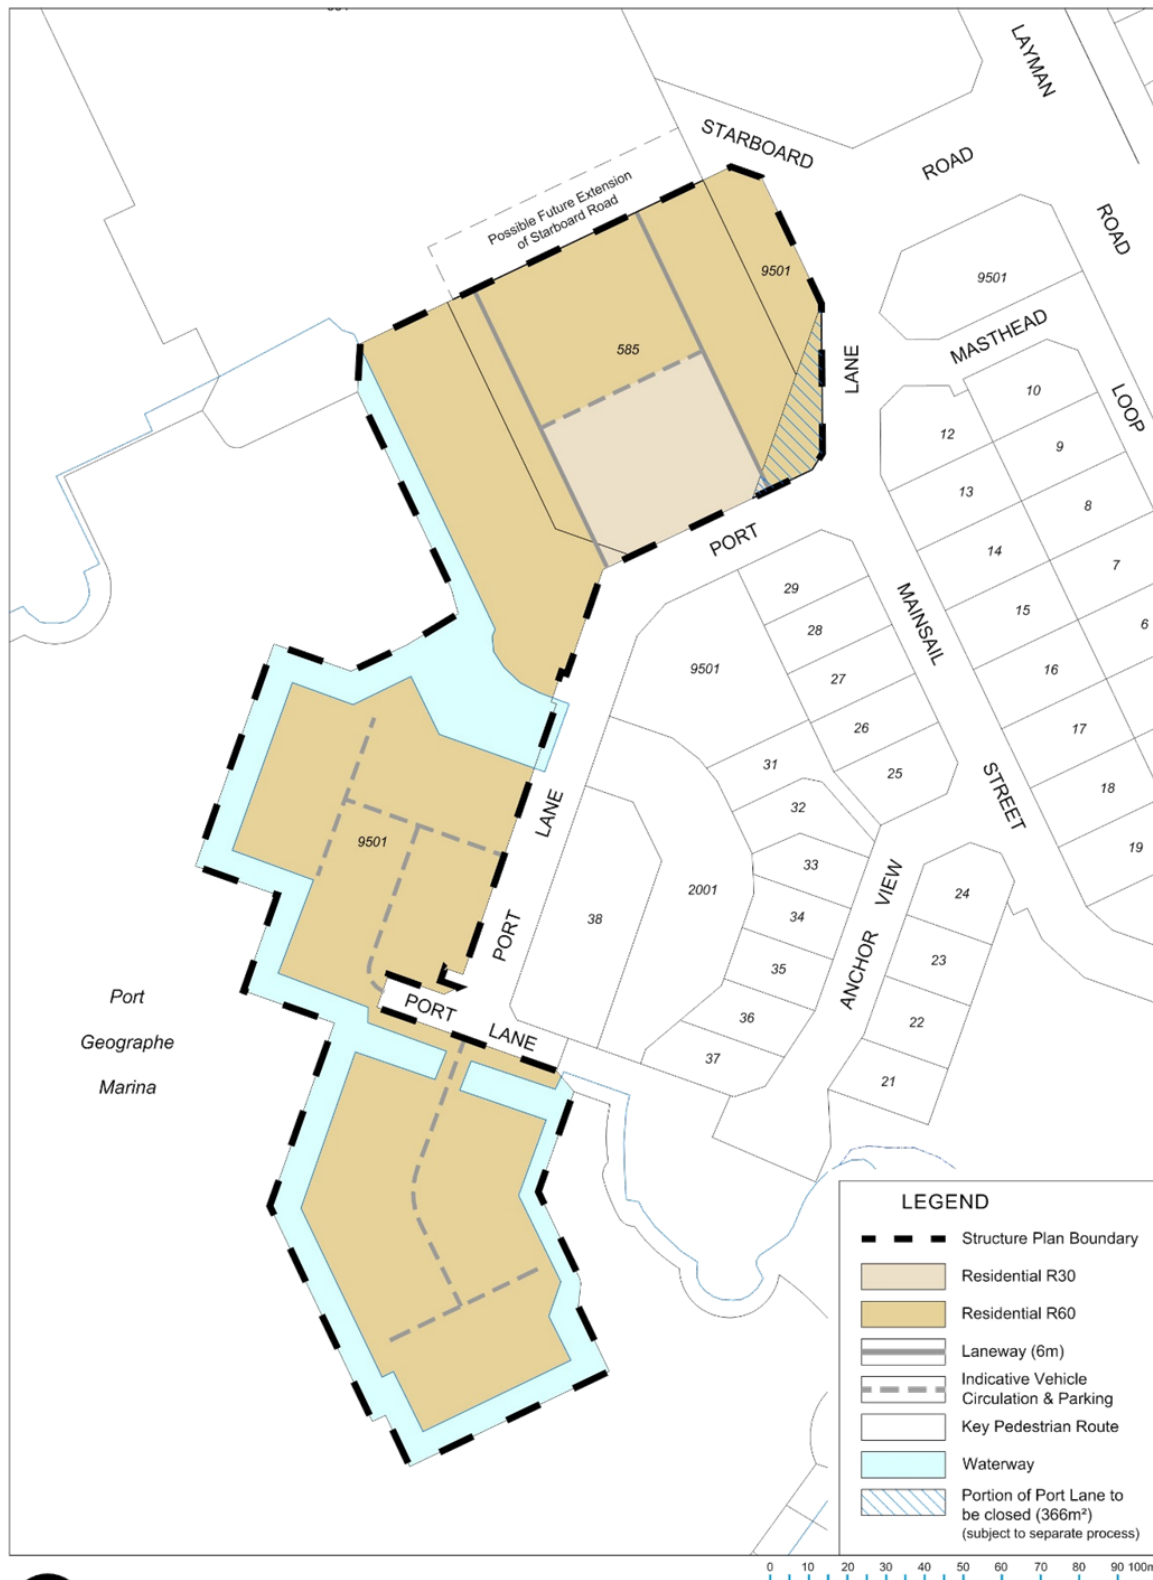 LAYMAN
STARBOARD
ROAD
ROAD
Possible Future Extension
of Starboard Road
9501
9501
585
LANE
MASTHEAD
LOOP
10
12
9
13
8
14
7
15
6
16
17
18
19
PORT
MAINSAIL
STREET
29
28
27
26
25
9501
31
32
33
34
35
36
37
2001
38
LANE
PORT
9501
PORT
LANE
ANCHOR
VIEW
24
23
22
21
Port
Geographe
Marina
LEGEND
Structure Plan Boundary
Residential R30
Residential R60
Laneway (6m)
Indicative Vehicle
Circulation & Parking
Key Pedestrian Route
Waterway
Portion of Port Lane to
be closed (366m²)
(subject to separate process)
0 10 20 30 40 50 60 70 80 90 100m